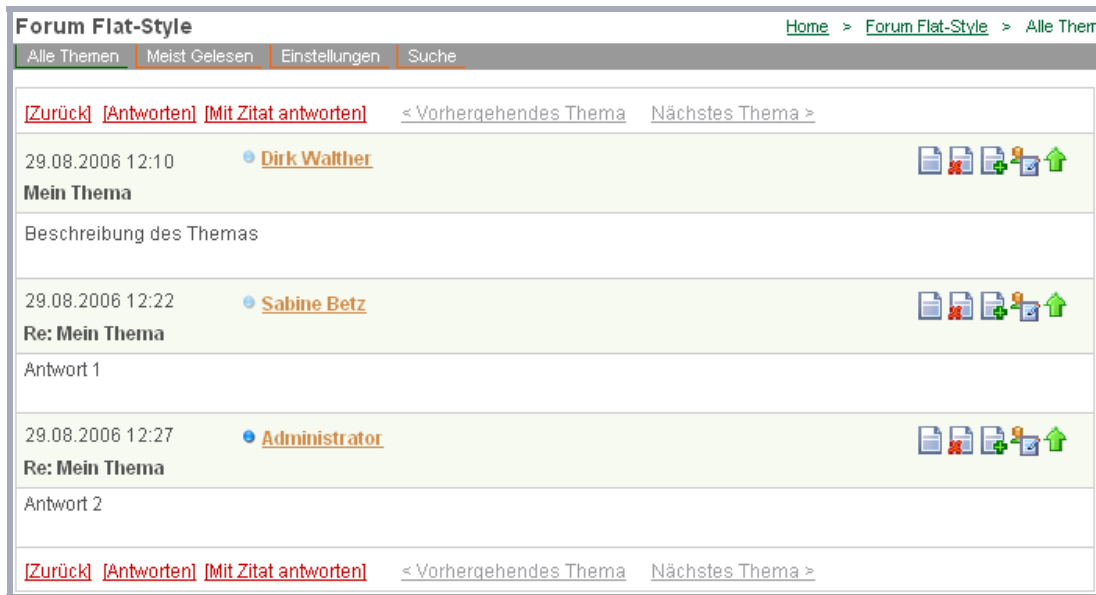 Forum Flat-Style Home > Forum Flat-Style > Alle Them
Alle Themen Meist Gelesen Einstellungen Suche
[Zurück] [Antworten] [Mit Zitat antworten] < Vorhergehendes Thema Nächstes Thema >
29.08.2006 12:10 Dirk Walther
Mein Thema
Beschreibung des Themas
29.08.2006 12:22 Sabine Betz
Re: Mein Thema
Antwort 1
29.08.2006 12:27 Administrator
Re: Mein Thema
Antwort 2
[Zurück] [Antworten] [Mit Zitat antworten] < Vorhergehendes Thema Nächstes Thema >